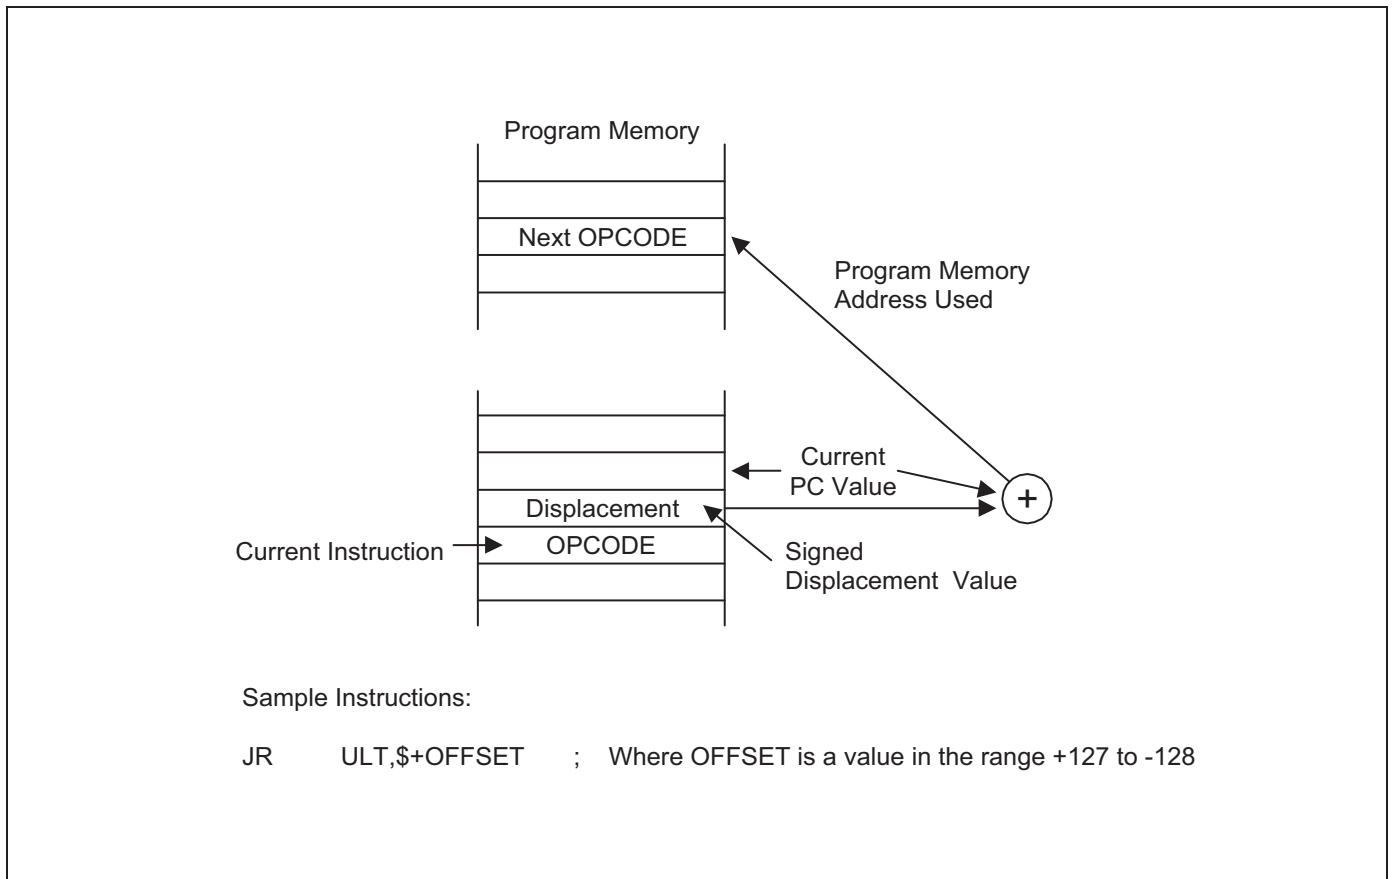 Program Memory
Next OPCODE
Program Memory
Address Used
Current
PC Value
+
Displacement
OPCODE
Current Instruction
Signed
Displacement Value
Sample Instructions:
JR ULT,$+OFFSET ; Where OFFSET is a value in the range +127 to -128